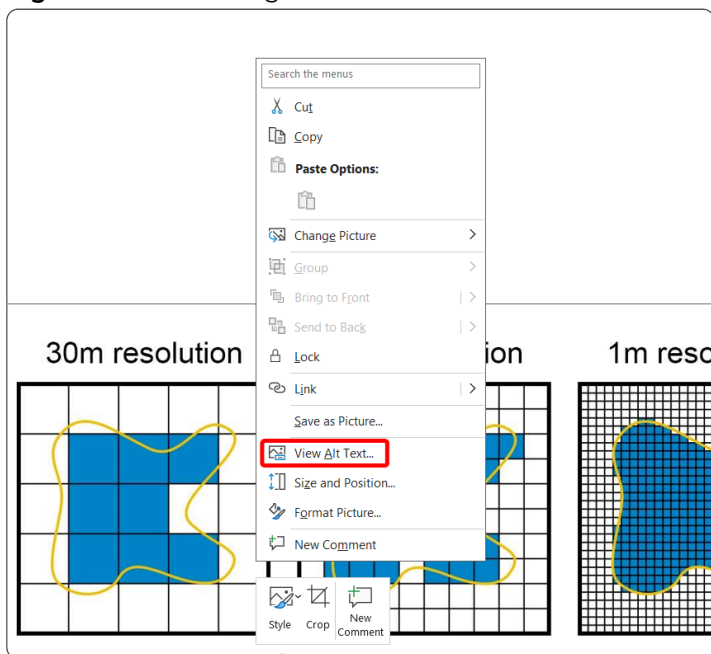 Search the menus
Cut
Copy
Paste Options:
Change Picture
Group
Bring to Front
Send to Back
Lock
Link
Save as Picture...
View Alt Text...
Size and Position...
Format Picture...
New Comment
30m resolution
ion
1m reso
Style
Crop
New
Comment